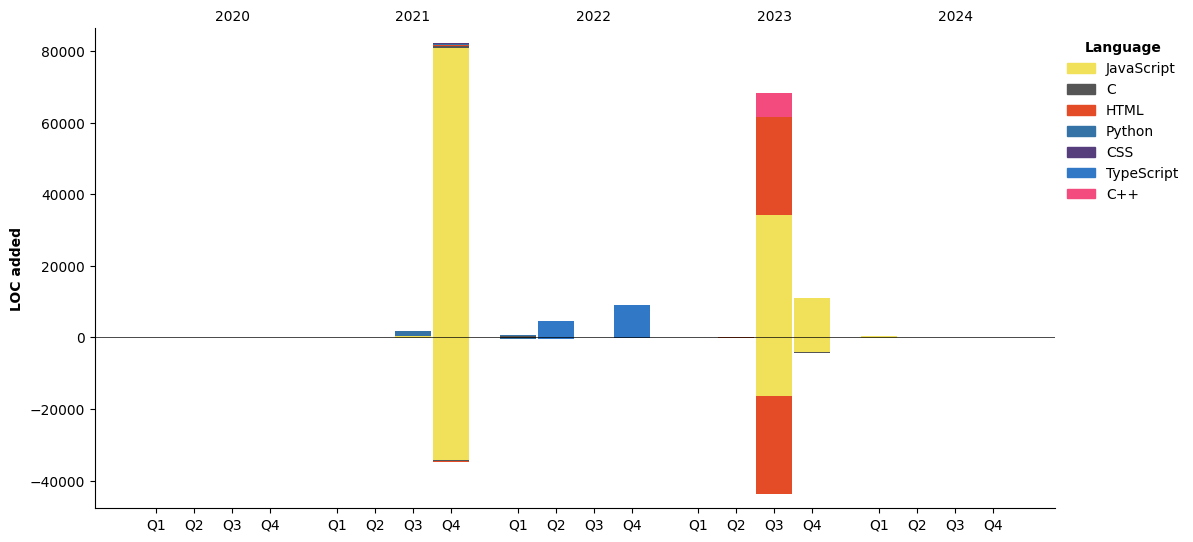 2020 2021 2022 2023 2024
Language
JavaScript
C
HTML
Python
CSS
TypeScript
C++
LOC added
80000
60000
40000
20000
0
−20000
−40000
Q1 Q2 Q3 Q4 Q1 Q2 Q3 Q4 Q1 Q2 Q3 Q4 Q1 Q2 Q3 Q4 Q1 Q2 Q3 Q4